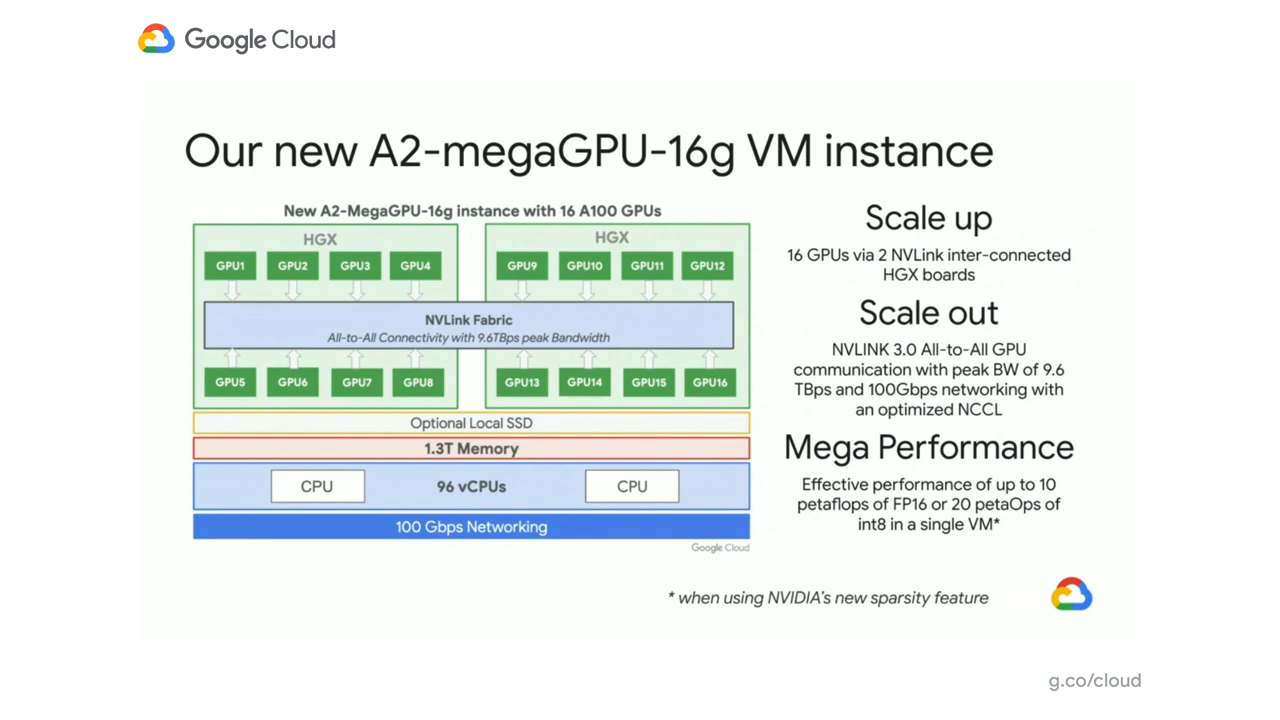 Google Cloud
Our new A2-megaGPU-16g VM instance
New A2-MegaGPU-16g instance with 16 A100 GPUs
HGX
GPU1 GPU2 GPU3 GPU4
HGX
GPU9 GPU10 GPU11 GPU12
NVLink Fabric
All-to-All Connectivity with 9.6TBps peak Bandwidth
GPU5 GPU6 GPU7 GPU8
GPU13 GPU14 GPU15 GPU16
Optional Local SSD
1.3T Memory
CPU 96 vCPUs CPU
100 Gbps Networking
Google Cloud
Scale up
16 GPUs via 2 NVLink inter-connected
HGX boards
Scale out
NVLINK 3.0 All-to-All GPU
communication with peak BW of 9.6
TBps and 100Gbps networking with
an optimized NCCL
Mega Performance
Effective performance of up to 10
petaflops of FP16 or 20 petaOps of
int8 in a single VM*
* when using NVIDIA's new sparsity feature
g.co/cloud